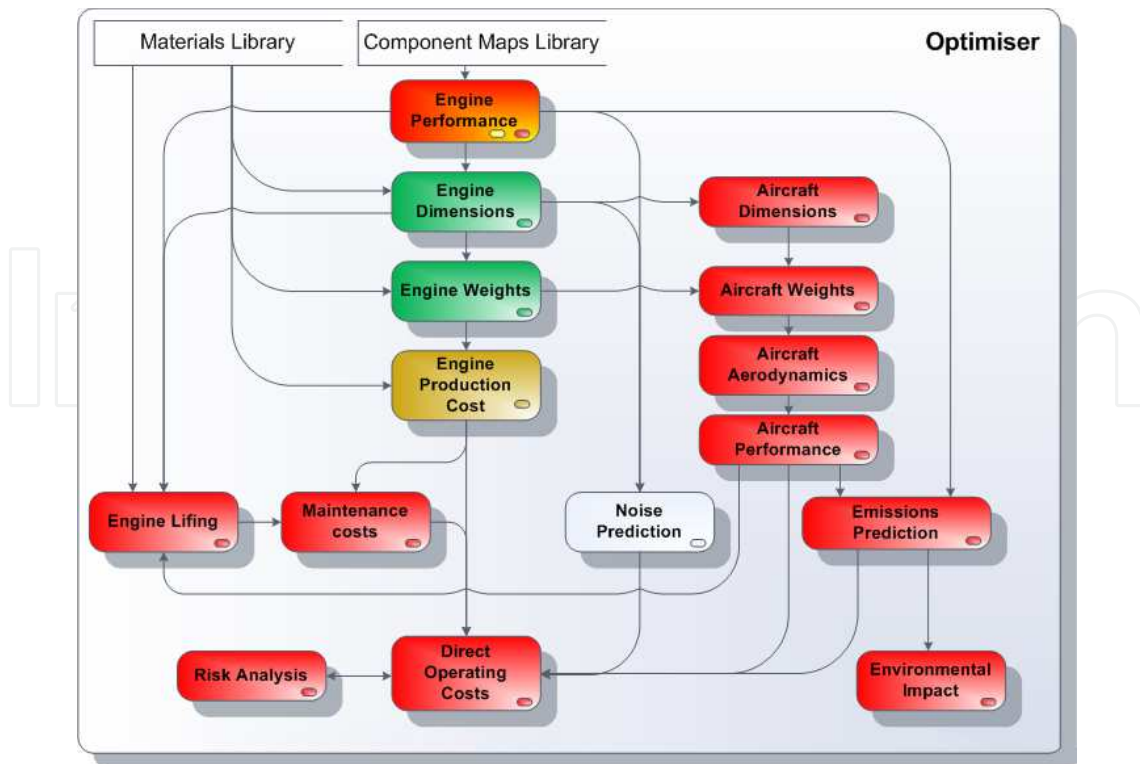 Materials Library
Component Maps Library
Optimiser
Engine
Performance
Engine
Dimensions
Aircraft
Dimensions
Engine Weights
Aircraft Weights
Engine
Production
Cost
Aircraft
Aerodynamics
Aircraft
Performance
Engine Lifing
Maintenance
costs
Noise
Prediction
Emissions
Prediction
Risk Analysis
Direct
Operating
Costs
Environmental
Impact